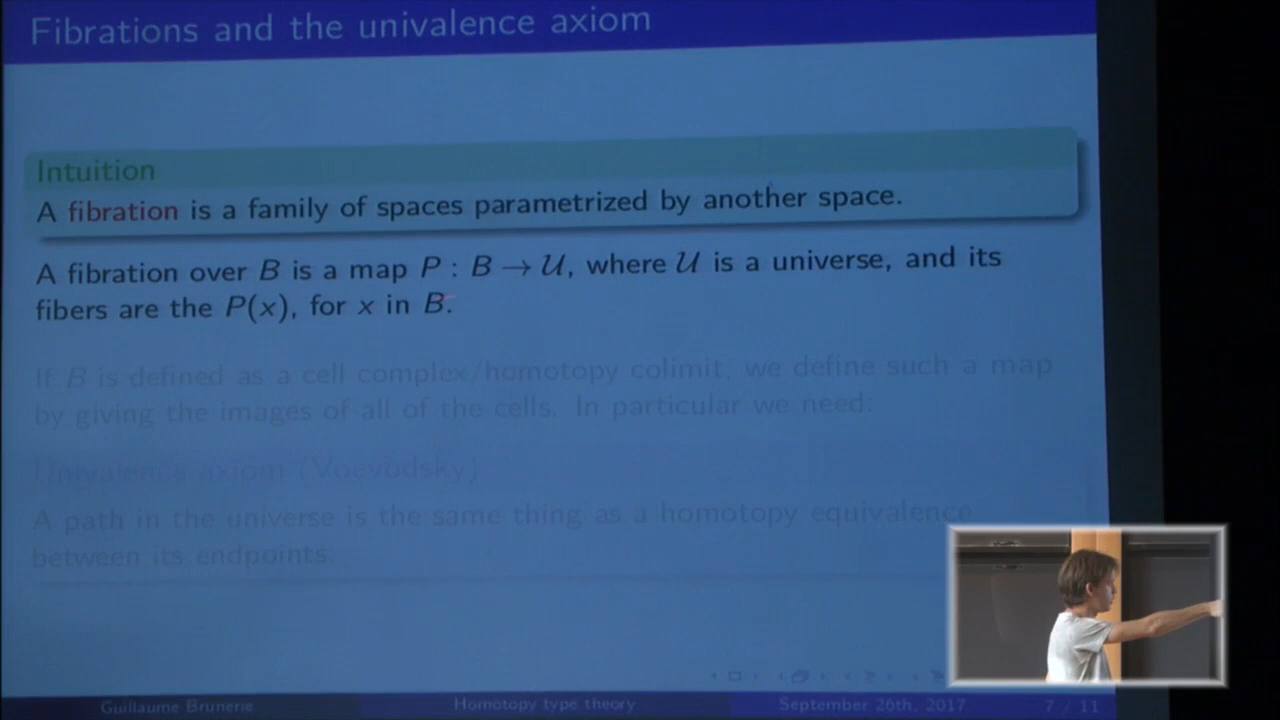 Fibrations and the univalence axiom
Intuition
A fibration is a family of spaces parametrized by another space.
A fibration over B is a map P : B → 𝒰, where 𝒰 is a universe, and its
fibers are the P(x), for x in B.
If B is defined as a cell complex/homotopy colimit, we define such a map
by giving the images of all of the cells. In particular we need:
Univalence axiom (Voevodsky)
A path in the universe is the same thing as a homotopy equivalence
between its endpoints.
Guillaume Brunerie Homotopy type theory September 26th, 2017 7 / 11